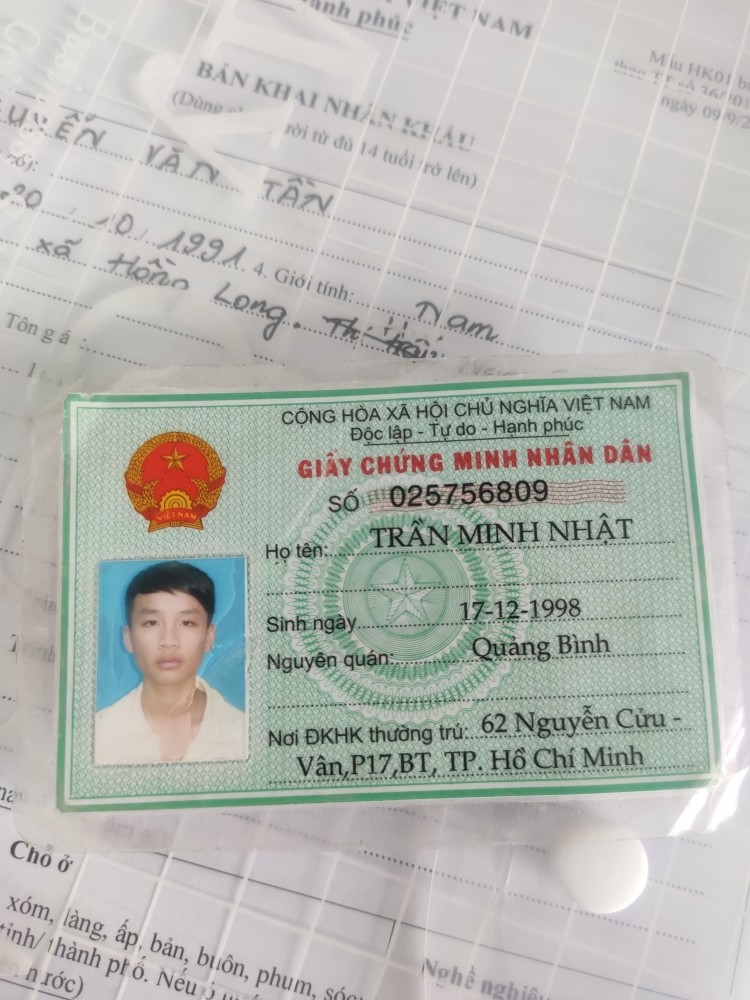 VIỆT NAM
hạnh phúc
Mẫu HK01
ngày 09/9/2
BẢN KHAI NHÂN KHẨU
(Dùng người từ đủ 14 tuổi trở lên)
VĂN TẦN
20/10/1991. 4. Giới tính: Nam
xã Hồng Long.
Tôn giá
CỘNG HÒA XÃ HỘI CHỦ NGHĨA VIỆT NAM
Độc lập - Tự do - Hạnh phúc
GIẤY CHỨNG MINH NHÂN DÂN
SỐ 025756809
Họ tên: TRẦN MINH NHẬT
Sinh ngày 17-12-1998
Nguyên quán: Quảng Bình
Nơi ĐKHK thường trú: 62 Nguyễn Cửu -
Vân,P17,BT, TP. Hồ Chí Minh
VIỆT NAM
Chỗ ở
xóm, làng, ấp, bản, buôn, phum, sóc
tỉnh/ thành phố. Nếu ở
Nghề nghiệ